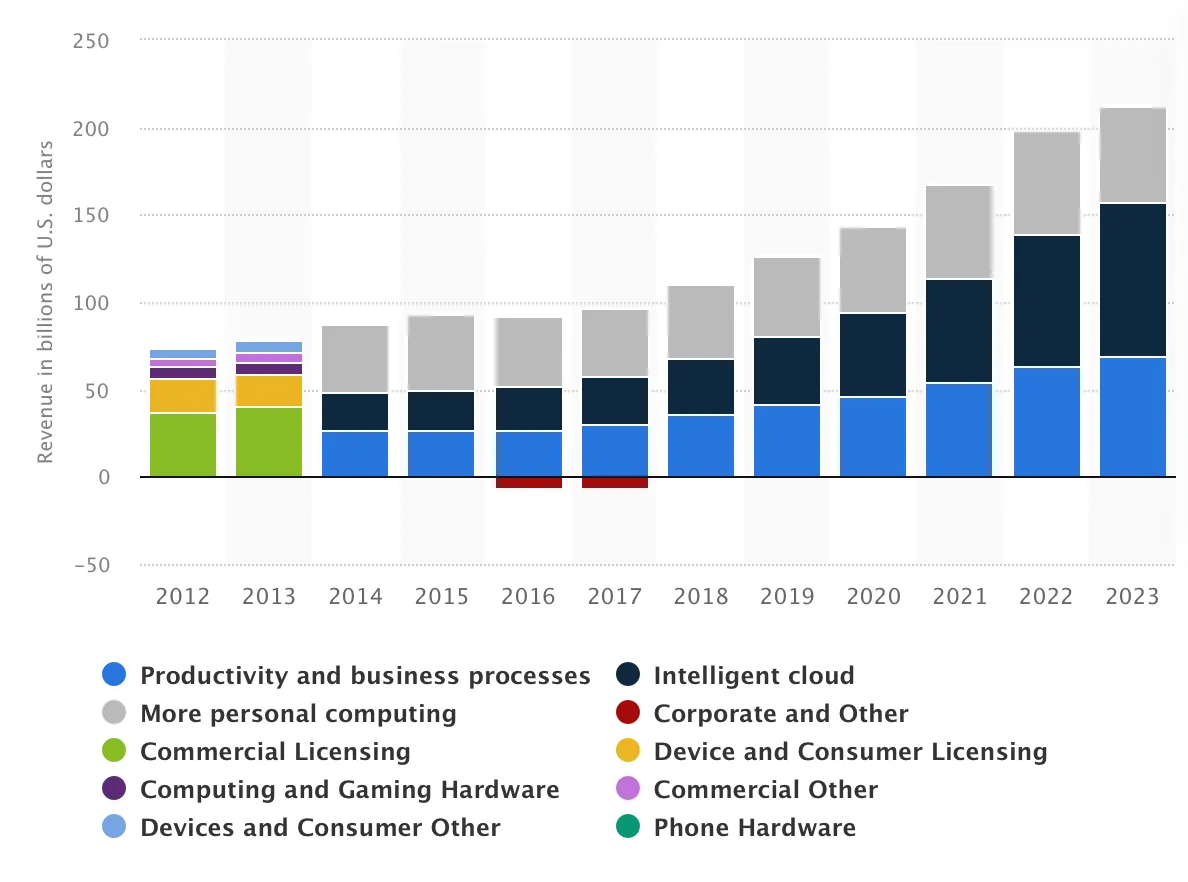 250
200
150
100
50
0
−50
Revenue in billions of U.S. dollars
2012 2013 2014 2015 2016 2017 2018 2019 2020 2021 2022 2023
Productivity and business processes
Intelligent cloud
More personal computing
Corporate and Other
Commercial Licensing
Device and Consumer Licensing
Computing and Gaming Hardware
Commercial Other
Devices and Consumer Other
Phone Hardware